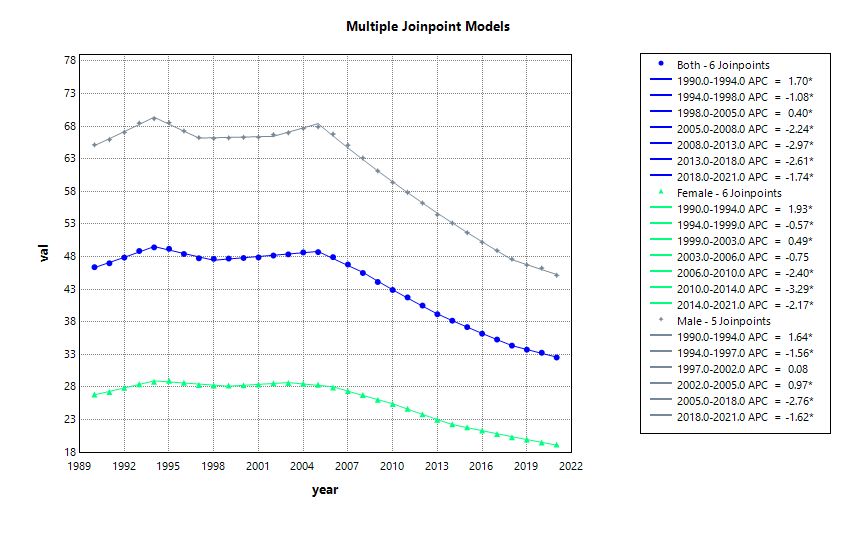 Multiple Joinpoint Models
val
78
73
68
63
58
53
48
43
38
33
28
23
18
1989 1992 1995 1998 2001 2004 2007 2010 2013 2016 2019 2022
year
Both - 6 Joinpoints
1990.0-1994.0 APC = 1.70*
1994.0-1998.0 APC = -1.08*
1998.0-2005.0 APC = 0.40*
2005.0-2008.0 APC = -2.24*
2008.0-2013.0 APC = -2.97*
2013.0-2018.0 APC = -2.61*
2018.0-2021.0 APC = -1.74*
Female - 6 Joinpoints
1990.0-1994.0 APC = 1.93*
1994.0-1999.0 APC = -0.57*
1999.0-2003.0 APC = 0.49*
2003.0-2006.0 APC = -0.75
2006.0-2010.0 APC = -2.40*
2010.0-2014.0 APC = -3.29*
2014.0-2021.0 APC = -2.17*
Male - 5 Joinpoints
1990.0-1994.0 APC = 1.64*
1994.0-1997.0 APC = -1.56*
1997.0-2002.0 APC = 0.08
2002.0-2005.0 APC = 0.97*
2005.0-2018.0 APC = -2.76*
2018.0-2021.0 APC = -1.62*